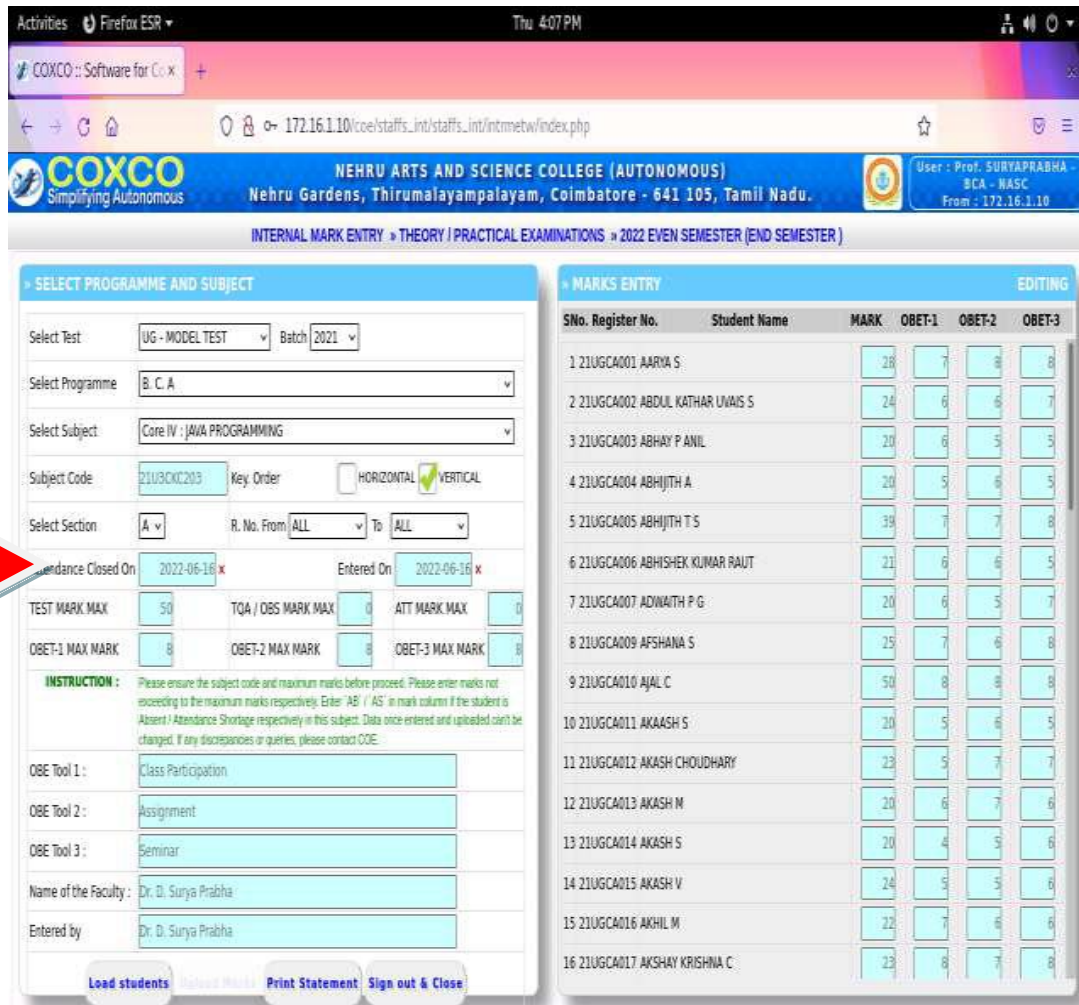 Activities Firefox ESR Thu 4:07 PM
COXCO :: Software for Co x +
172.16.1.10/coe/staffs_int/staffs_int/intrmetw/index.php
COXCO
Simplifying Autonomous
NEHRU ARTS AND SCIENCE COLLEGE (AUTONOMOUS)
Nehru Gardens, Thirumalayampalayam, Coimbatore - 641 105, Tamil Nadu.
User : Prof. SURYAPRABHA -
BCA - NASC
From : 172.16.1.10
INTERNAL MARK ENTRY » THEORY / PRACTICAL EXAMINATIONS » 2022 EVEN SEMESTER (END SEMESTER )
» SELECT PROGRAMME AND SUBJECT
Select Test UG - MODEL TEST Batch 2021
Select Programme B. C. A
Select Subject Core IV : JAVA PROGRAMMING
Subject Code 21U3CKC203 Key. Order HORIZONTAL VERTICAL
Select Section A R. No. From ALL To ALL
Attendance Closed On 2022-06-16 x Entered On 2022-06-16 x
TEST MARK MAX 50 TQA / OBS MARK MAX 0 ATT MARK MAX 0
OBET-1 MAX MARK 8 OBET-2 MAX MARK 8 OBET-3 MAX MARK 8
INSTRUCTION : Please ensure the subject code and maximum marks before proceed. Please enter marks not
exceeding to the maximum marks respectively. Enter `AB` / `AS` in mark column if the student is
Absent / Attendance Shortage respectively in this subject. Data once entered and uploaded can't be
changed. If any discrepancies or queries, please contact COE.
OBE Tool 1 : Class Participation
OBE Tool 2 : Assignment
OBE Tool 3 : Seminar
Name of the Faculty : Dr. D. Surya Prabha
Entered by Dr. D. Surya Prabha
Load students Upload Marks Print Statement Sign out & Close
» MARKS ENTRY EDITING
SNo. Register No. Student Name MARK OBET-1 OBET-2 OBET-3
1 21UGCA001 AARYA S 28 7 8 8
2 21UGCA002 ABDUL KATHAR UVAIS S 24 6 6 7
3 21UGCA003 ABHAY P ANIL 20 6 5 5
4 21UGCA004 ABHIJITH A 20 5 6 5
5 21UGCA005 ABHIJITH T S 39 7 7 8
6 21UGCA006 ABHISHEK KUMAR RAUT 21 6 6 5
7 21UGCA007 ADWAITH P G 20 6 5 7
8 21UGCA009 AFSHANA S 25 7 6 8
9 21UGCA010 AJAL C 50 8 8 8
10 21UGCA011 AKAASH S 20 5 6 5
11 21UGCA012 AKASH CHOUDHARY 23 5 7 7
12 21UGCA013 AKASH M 20 6 7 6
13 21UGCA014 AKASH S 20 4 5 6
14 21UGCA015 AKASH V 24 5 5 6
15 21UGCA016 AKHIL M 22 7 6 6
16 21UGCA017 AKSHAY KRISHNA C 23 8 7 8